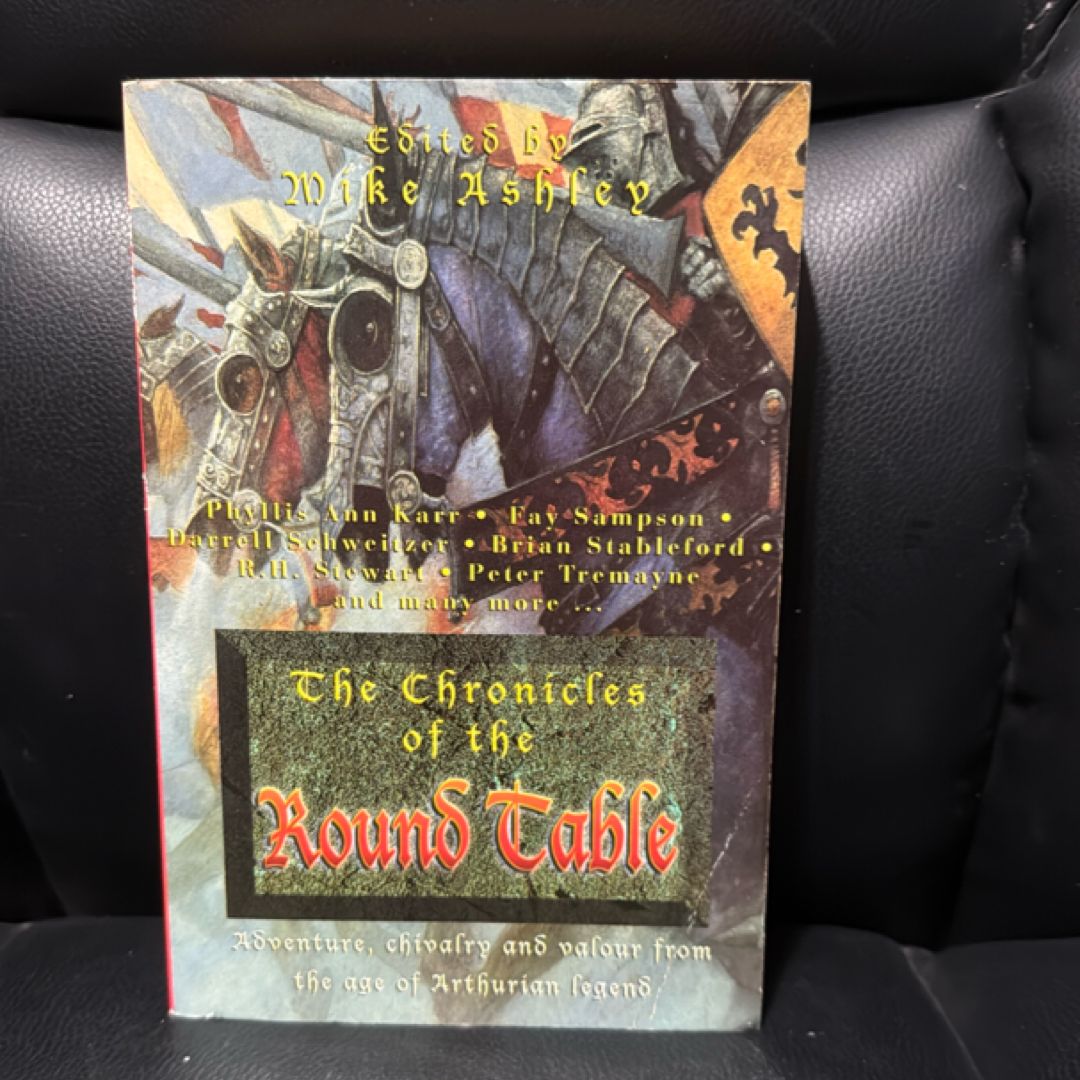 Edited by
Mike Ashley
Phyllis Ann Karr • Fay Sampson •
Darrell Schweitzer • Brian Stableford •
R.H. Stewart • Peter Tremayne
and many more ...
The Chronicles
of the
Round Table
Adventure, chivalry and valour from
the age of Arthurian legend